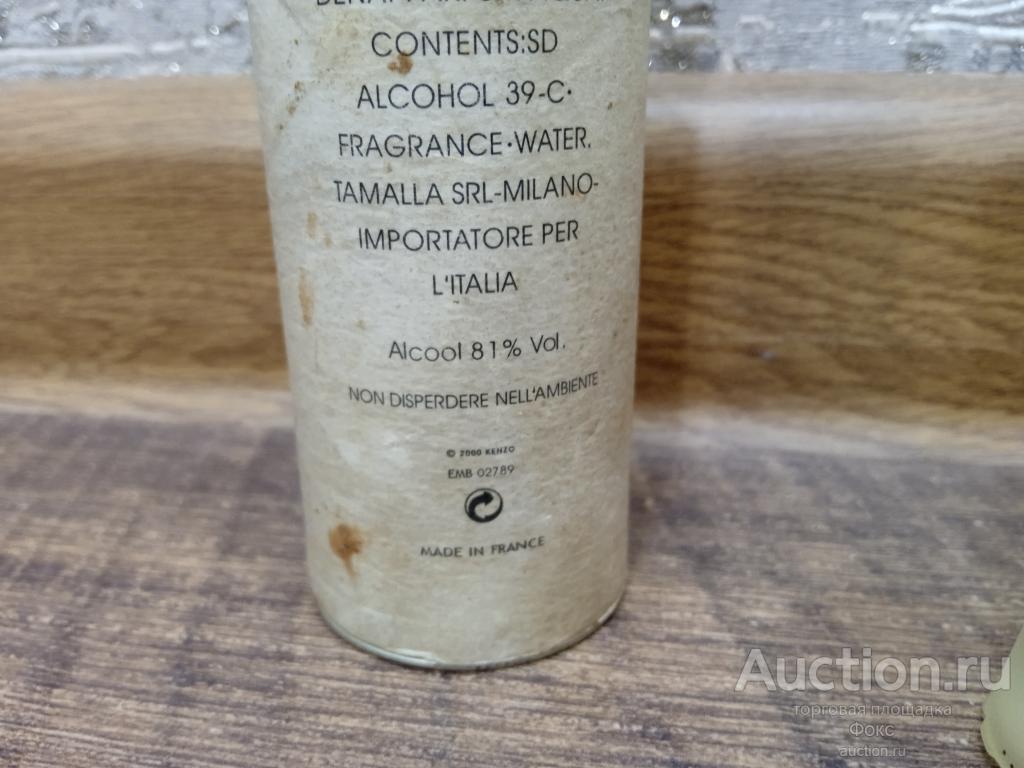 CONTENTS:SD
ALCOHOL 39-C·
FRAGRANCE·WATER.
TAMALLA SRL-MILANO-
IMPORTATORE PER
L'ITALIA
Alcool 81% Vol.
NON DISPERDERE NELL'AMBIENTE
© 2000 KENZO
EMB 02789
MADE IN FRANCE
Auction.ru
торговая площадка
Фокс
auction.ru